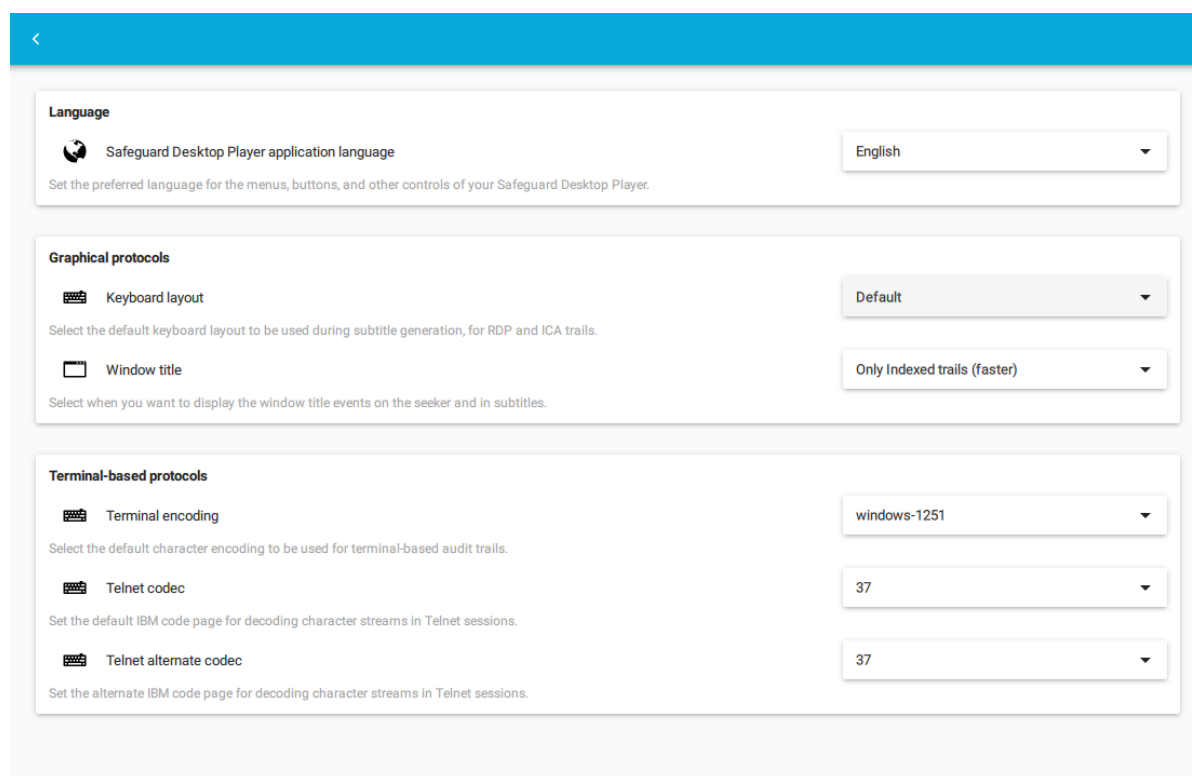 Language
Safeguard Desktop Player application language
English
Set the preferred language for the menus, buttons, and other controls of your Safeguard Desktop Player.
Graphical protocols
Keyboard layout
Default
Select the default keyboard layout to be used during subtitle generation, for RDP and ICA trails.
Window title
Only Indexed trails (faster)
Select when you want to display the window title events on the seeker and in subtitles.
Terminal-based protocols
Terminal encoding
windows-1251
Select the default character encoding to be used for terminal-based audit trails.
Telnet codec
37
Set the default IBM code page for decoding character streams in Telnet sessions.
Telnet alternate codec
37
Set the alternate IBM code page for decoding character streams in Telnet sessions.